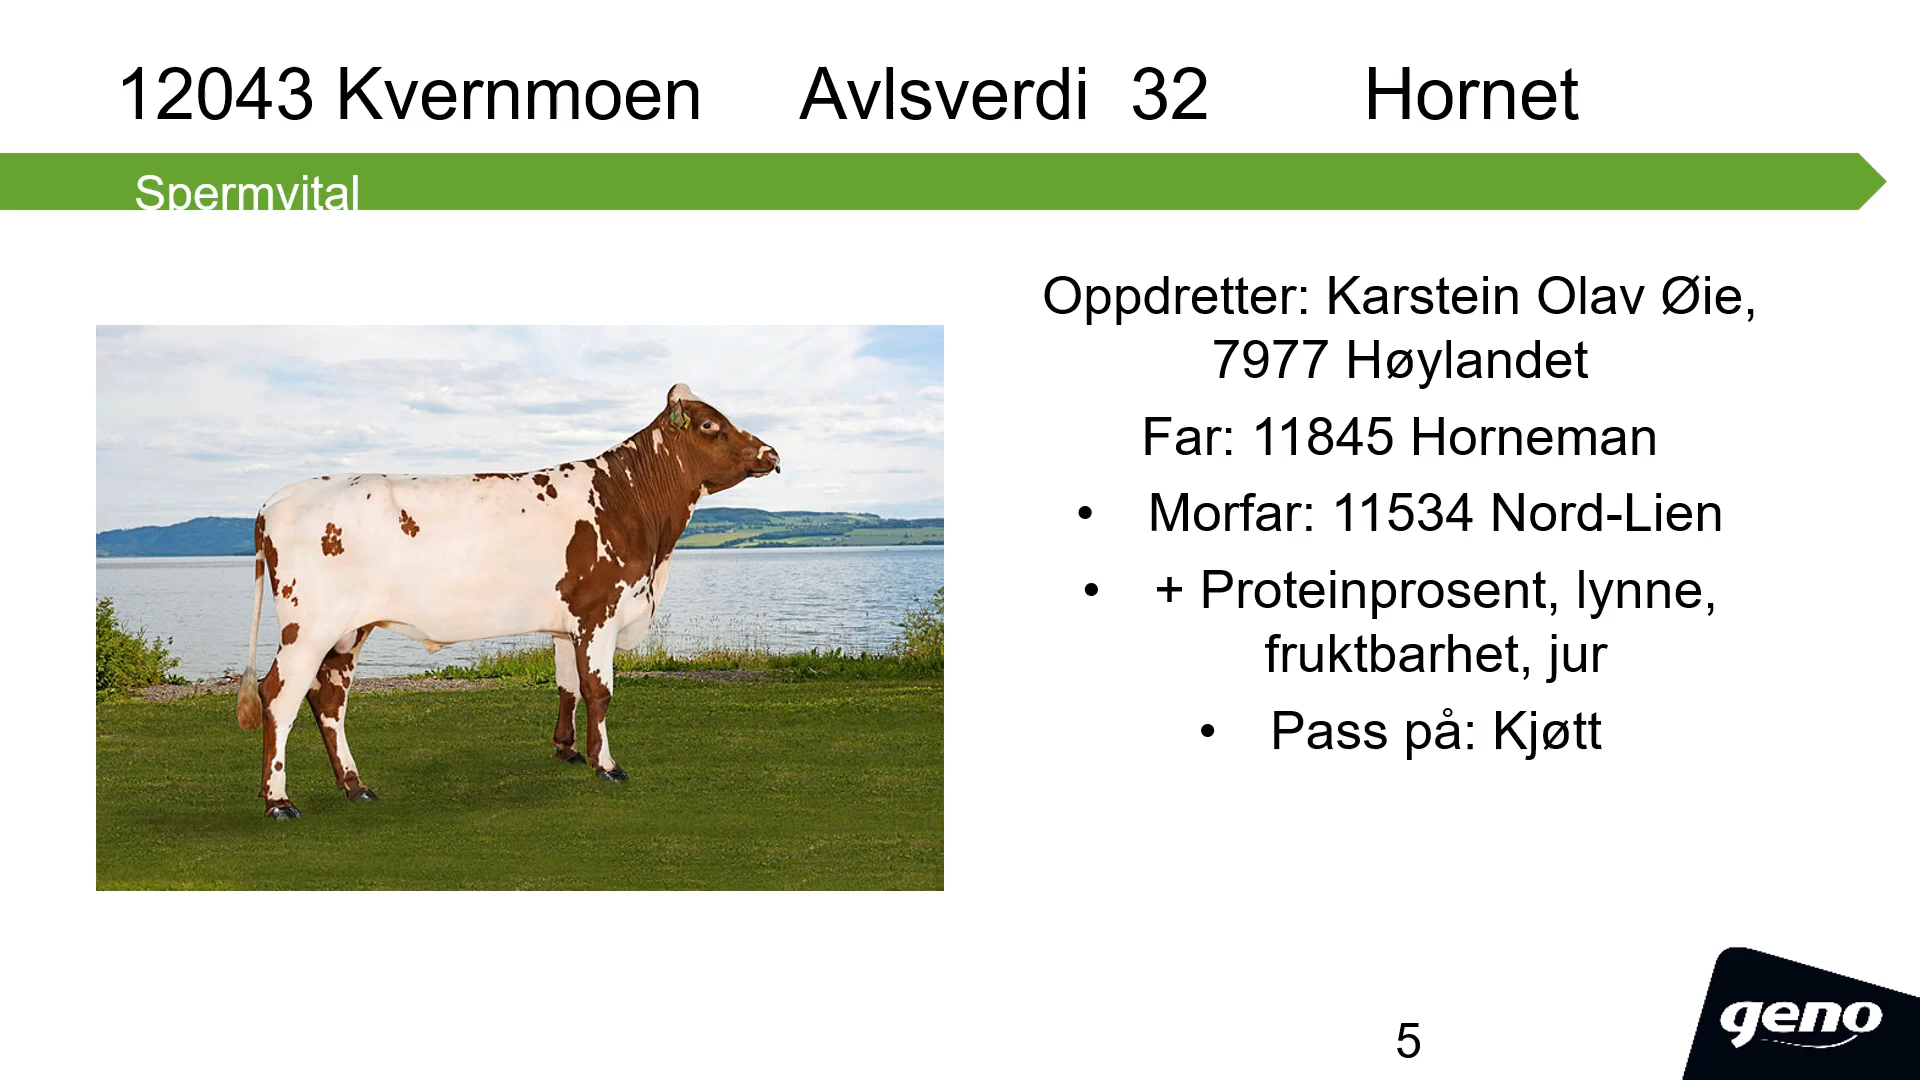 12043 Kvernmoen Avlsverdi 32 Hornet
Spermvital
Oppdretter: Karstein Olav Øie,
7977 Høylandet
Far: 11845 Horneman
• Morfar: 11534 Nord-Lien
• + Proteinprosent, lynne,
fruktbarhet, jur
• Pass på: Kjøtt
5
geno